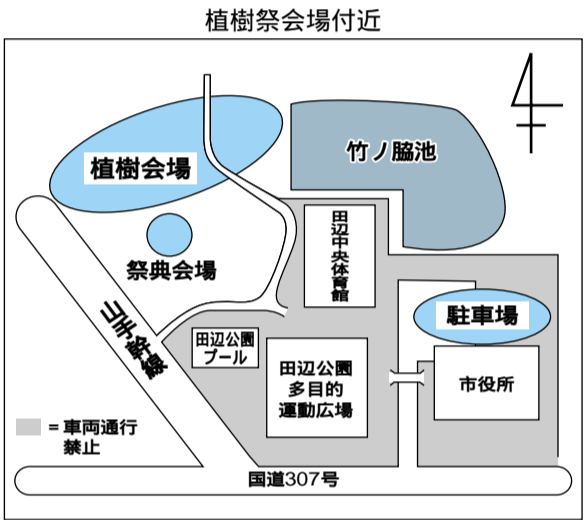 植樹祭会場付近
竹ノ脇池
植樹会場
祭典会場
田辺中央体育館
駐車場
山手幹線
田辺公園
プール
田辺公園
多目的
運動広場
市役所
=車両通行
禁止
国道307号